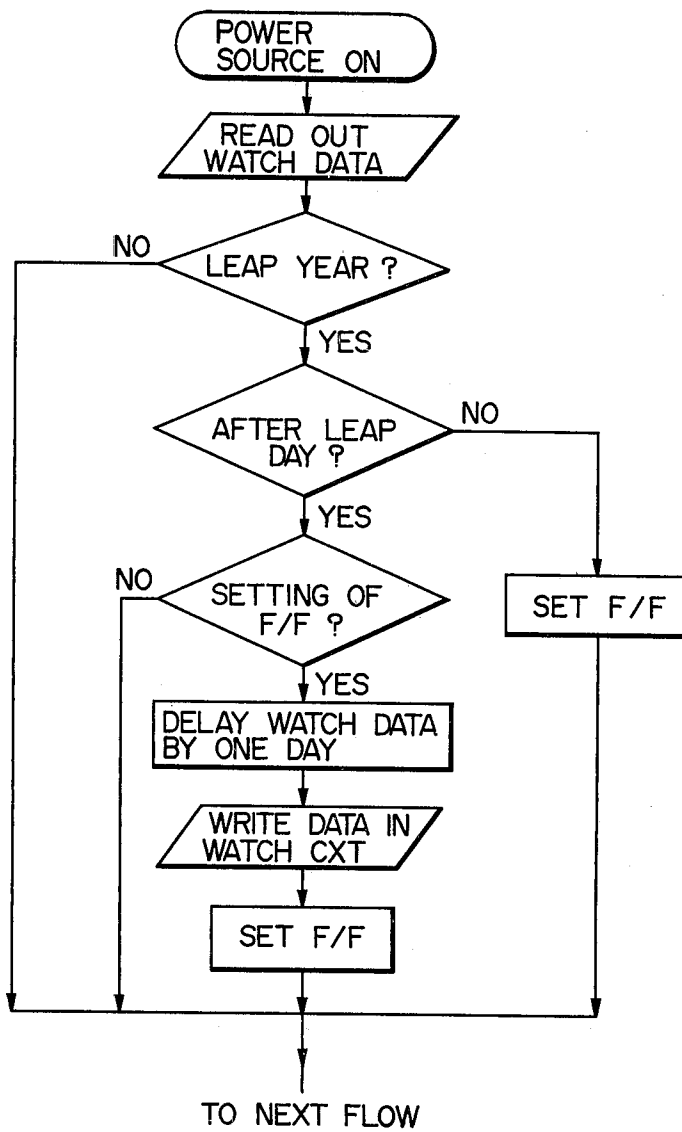 POWER
SOURCE ON
READ OUT
WATCH DATA
NO
LEAP YEAR ?
YES
AFTER LEAP
DAY ?
NO
YES
NO
SETTING OF
F/F ?
SET F/F
YES
DELAY WATCH DATA
BY ONE DAY
WRITE DATA IN
WATCH CXT
SET F/F
TO NEXT FLOW